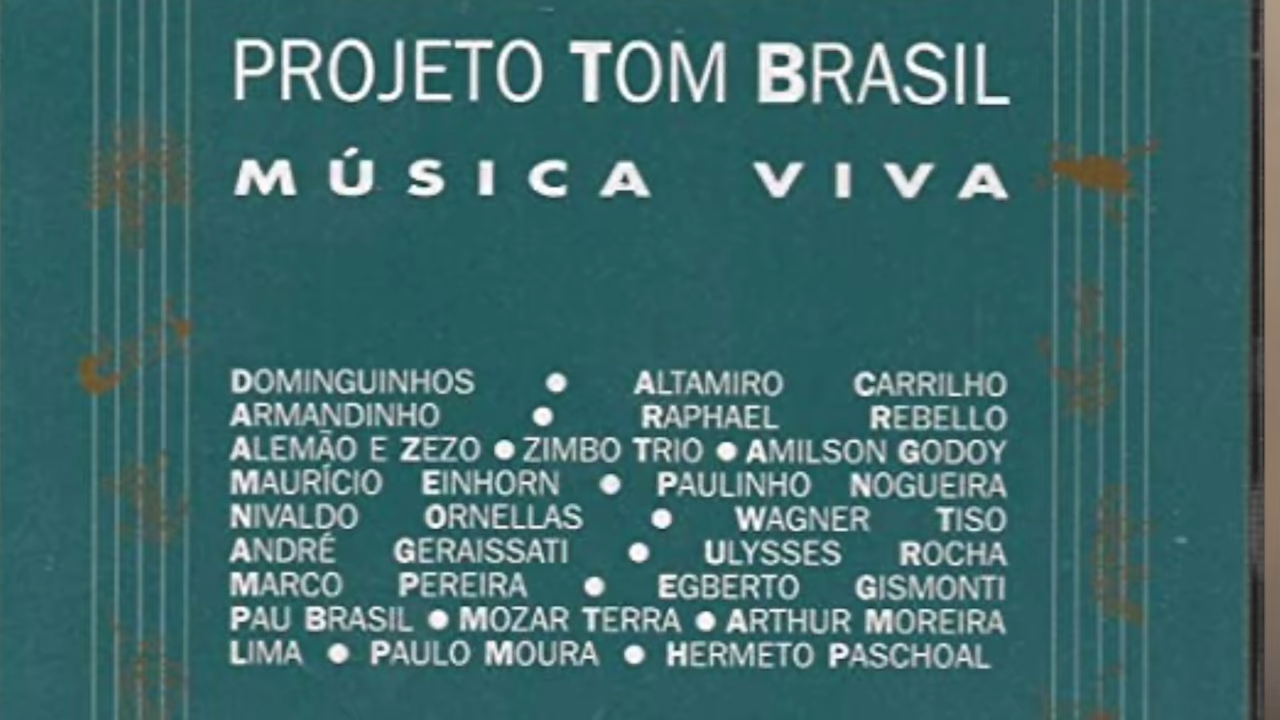 PROJETO TOM BRASIL
MÚSICA VIVA
DOMINGUINHOS ● ALTAMIRO CARRILHO
ARMANDINHO ● RAPHAEL REBELLO
ALEMÃO E ZEZO ● ZIMBO TRIO ● AMILSON GODOY
MAURÍCIO EINHORN ● PAULINHO NOGUEIRA
NIVALDO ORNELLAS ● WAGNER TISO
ANDRÉ GERAISSATI ● ULYSSES ROCHA
MARCO PEREIRA ● EGBERTO GISMONTI
PAU BRASIL ● MOZAR TERRA ● ARTHUR MOREIRA
LIMA ● PAULO MOURA ● HERMETO PASCHOAL